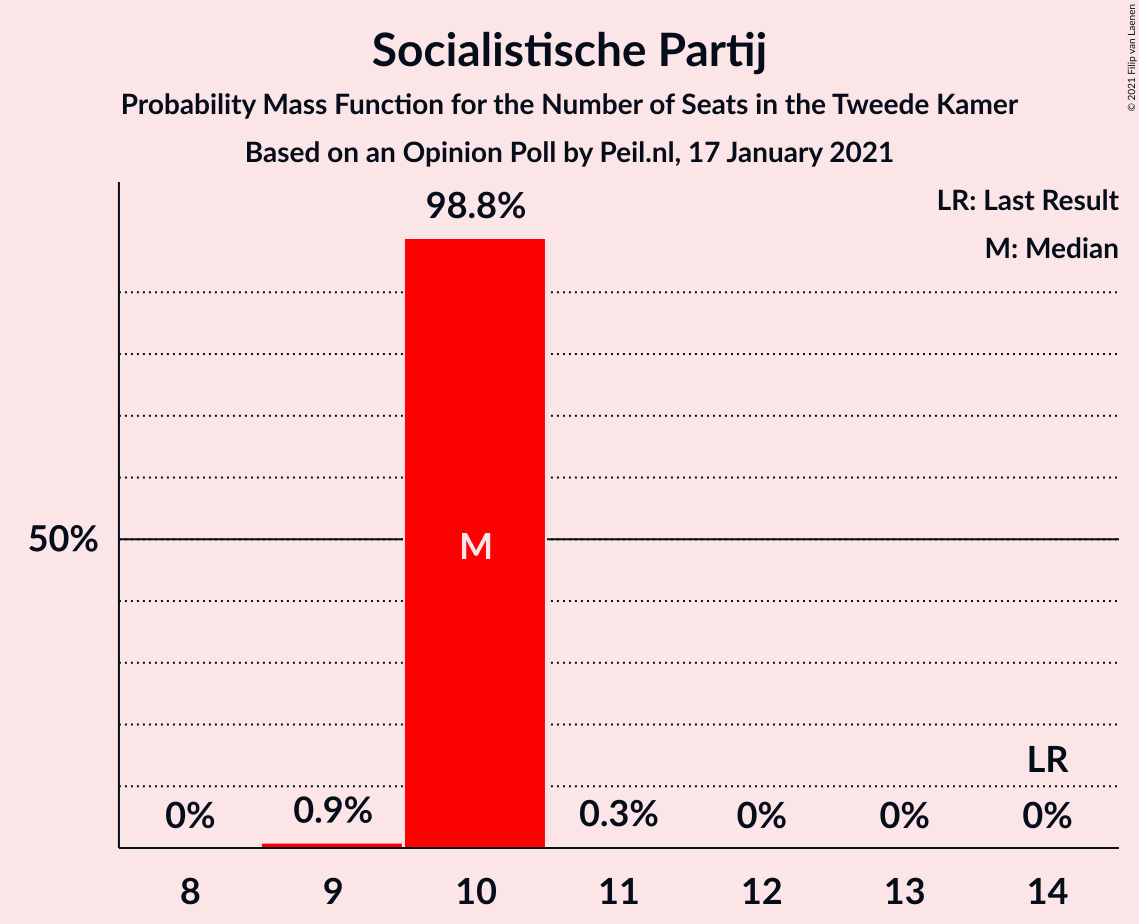 Socialistische Partij
Probability Mass Function for the Number of Seats in the Tweede Kamer
Based on an Opinion Poll by Peil.nl, 17 January 2021
© 2021 Filip van Laenen
LR: Last Result
M: Median
98.8%
50%
M
LR
0%
0.9%
0.3%
0%
0%
0%
8
9
10
11
12
13
14